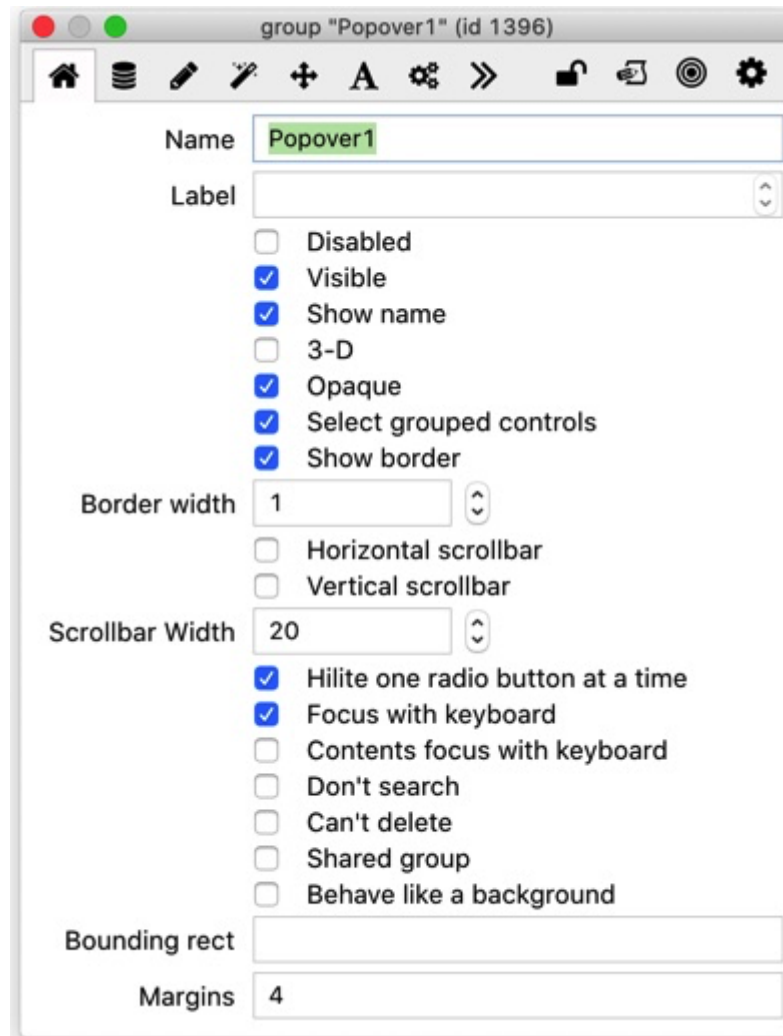 group "Popover1" (id 1396)
A
Name Popover1
Label
Disabled
Visible
Show name
3-D
Opaque
Select grouped controls
Show border
Border width 1
Horizontal scrollbar
Vertical scrollbar
Scrollbar Width 20
Hilite one radio button at a time
Focus with keyboard
Contents focus with keyboard
Don't search
Can't delete
Shared group
Behave like a background
Bounding rect
Margins 4